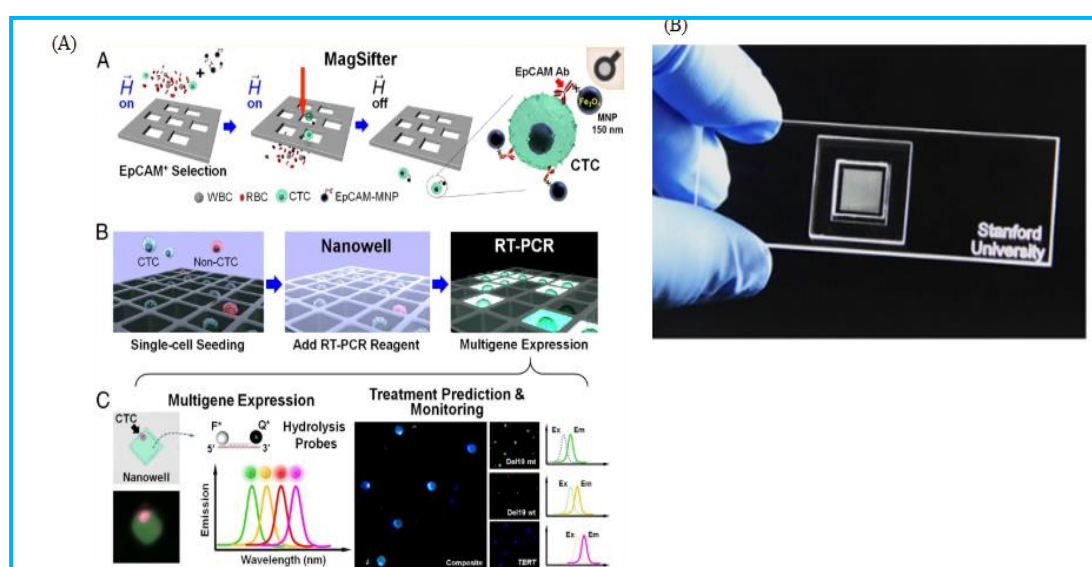 (A)
(B)
A
MagSifter
H
on
H
on
H
off
EpCAM Ab
Fe₃O₄
MNP
150 nm
CTC
EpCAM⁺ Selection
WBC
RBC
CTC
EpCAM-MNP
B
CTC
Non-CTC
Nanowell
RT-PCR
Single-cell Seeding
Add RT-PCR Reagent
Multigene Expression
C
CTC
Nanowell
Multigene Expression
F*
Q*
5'
3'
Hydrolysis
Probes
Emission
Wavelength (nm)
Treatment Prediction &
Monitoring
Composite
Del19 mt
Del19 wt
TERT
Ex
Em
Ex
Em
Ex
Em
Stanford
University